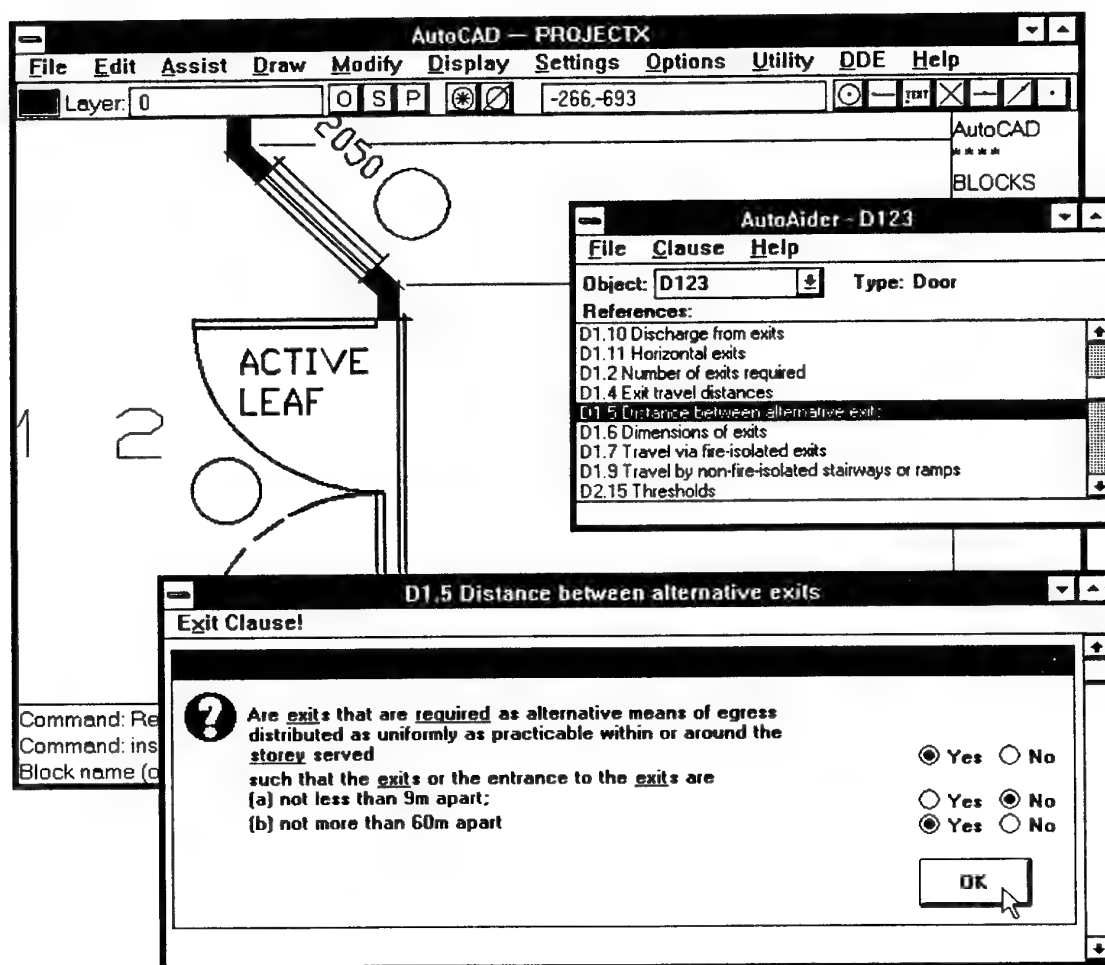 AutoCAD — PROJECTX
File Edit Assist Draw Modify Display Settings Options Utility DDE Help
Layer: 0 O S P -266,-693 TEXT
AutoCAD
****
BLOCKS
2050
ACTIVE
LEAF
2
AutoAider - D123
File Clause Help
Object: D123 Type: Door
References:
D1.10 Discharge from exits
D1.11 Horizontal exits
D1.2 Number of exits required
D1.4 Exit travel distances
D1.5 Distance between alternative exits
D1.6 Dimensions of exits
D1.7 Travel via fire-isolated exits
D1.9 Travel by non-fire-isolated stairways or ramps
D2.15 Thresholds
Command: Re
Command: ins
Block name (o
D1.5 Distance between alternative exits
Exit Clause!
? Are exits that are required as alternative means of egress
distributed as uniformly as practicable within or around the
storey served Yes No
such that the exits or the entrance to the exits are
(a) not less than 9m apart; Yes No
(b) not more than 60m apart Yes No
OK